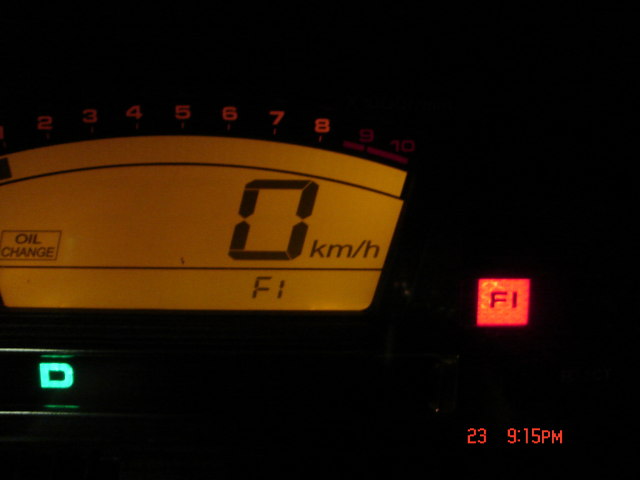 1 2 3 4 5 6 7 8 9 10
0 km/h
OIL
CHANGE
FI
FI
D
23 9:15PM